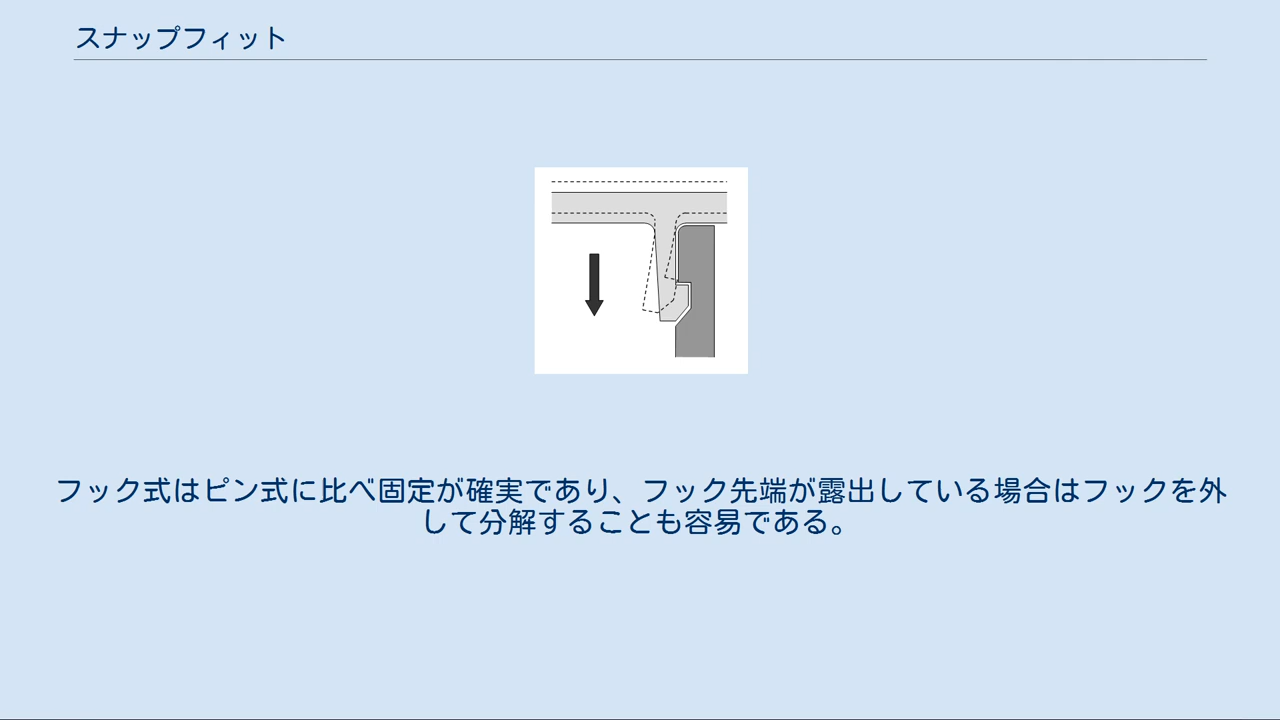 スナップフィット
フック式はピン式に比べ固定が確実であり、フック先端が露出している場合はフックを外
して分解することも容易である。